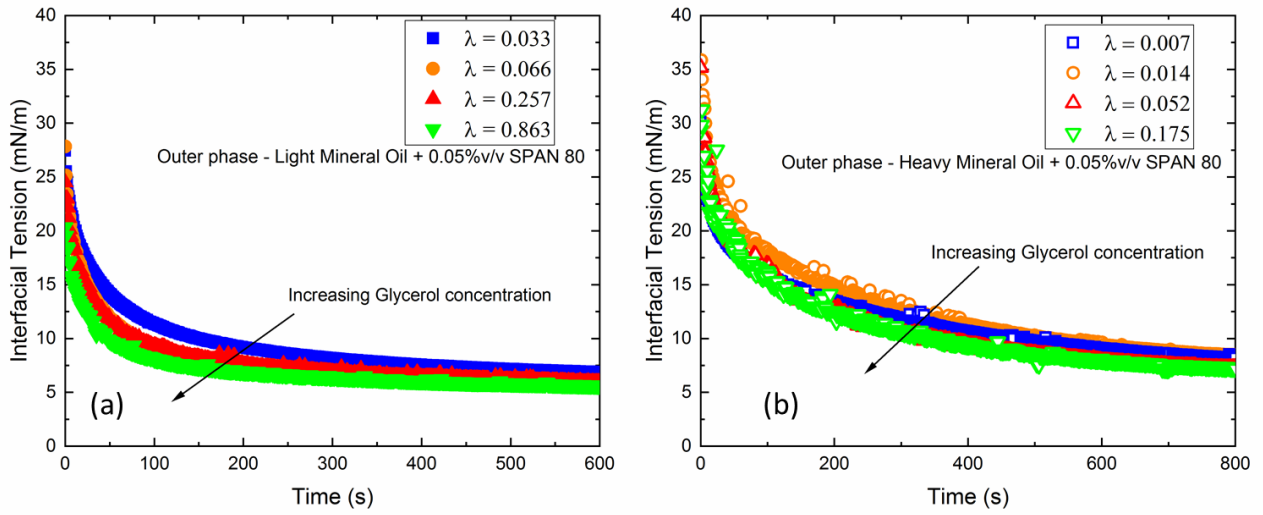 40
35
30
25
20
15
10
5
0
Interfacial Tension (mN/m)
λ = 0.033
λ = 0.066
λ = 0.257
λ = 0.863
Outer phase - Light Mineral Oil + 0.05%v/v SPAN 80
Increasing Glycerol concentration
(a)
0 100 200 300 400 500 600
Time (s)
40
35
30
25
20
15
10
5
0
Interfacial Tension (mN/m)
λ = 0.007
λ = 0.014
λ = 0.052
λ = 0.175
Outer phase - Heavy Mineral Oil + 0.05%v/v SPAN 80
Increasing Glycerol concentration
(b)
0 200 400 600 800
Time (s)